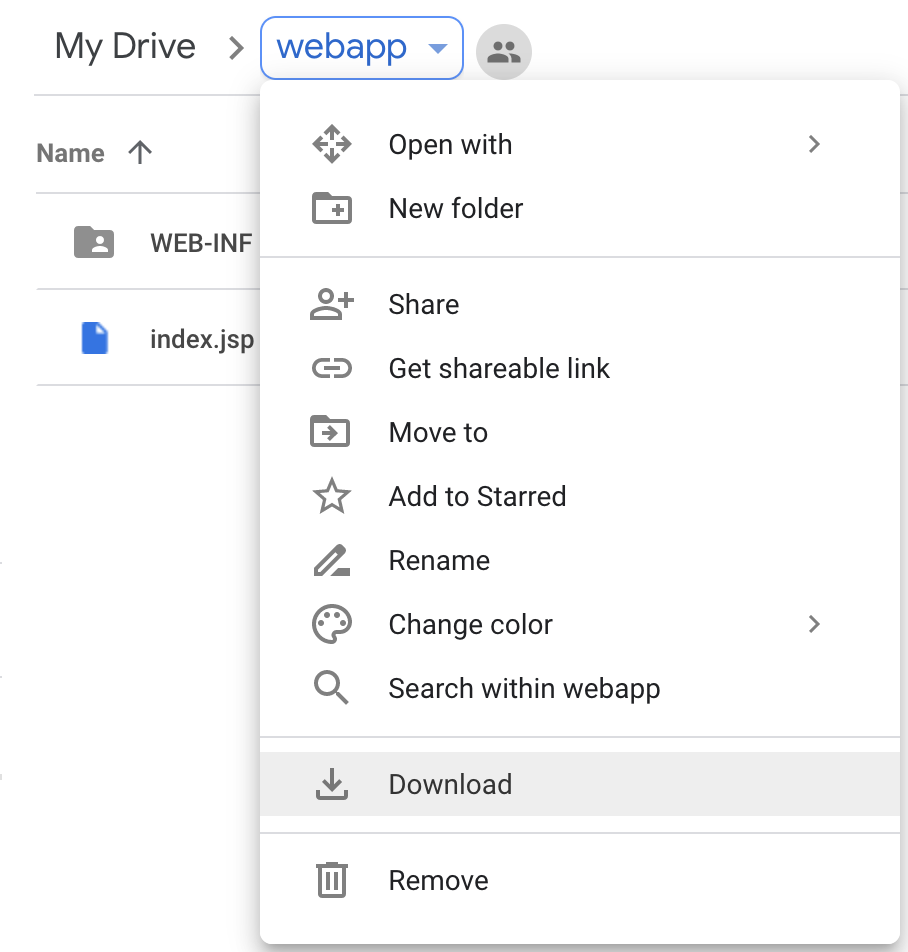 My Drive > webapp
Name
WEB-INF
index.jsp
Open with
New folder
Share
Get shareable link
Move to
Add to Starred
Rename
Change color
Search within webapp
Download
Remove